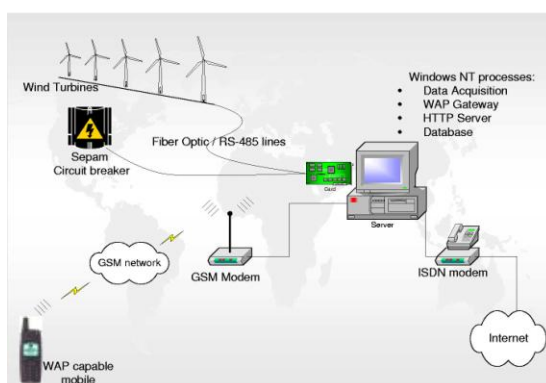 Windows NT processes:
• Data Acquisition
• WAP Gateway
• HTTP Server
• Database
Wind Turbines
Fiber Optic / RS-485 lines
Sepam
Circuit breaker
Card
Server
GSM network
GSM Modem
ISDN modem
Internet
WAP capable
mobile